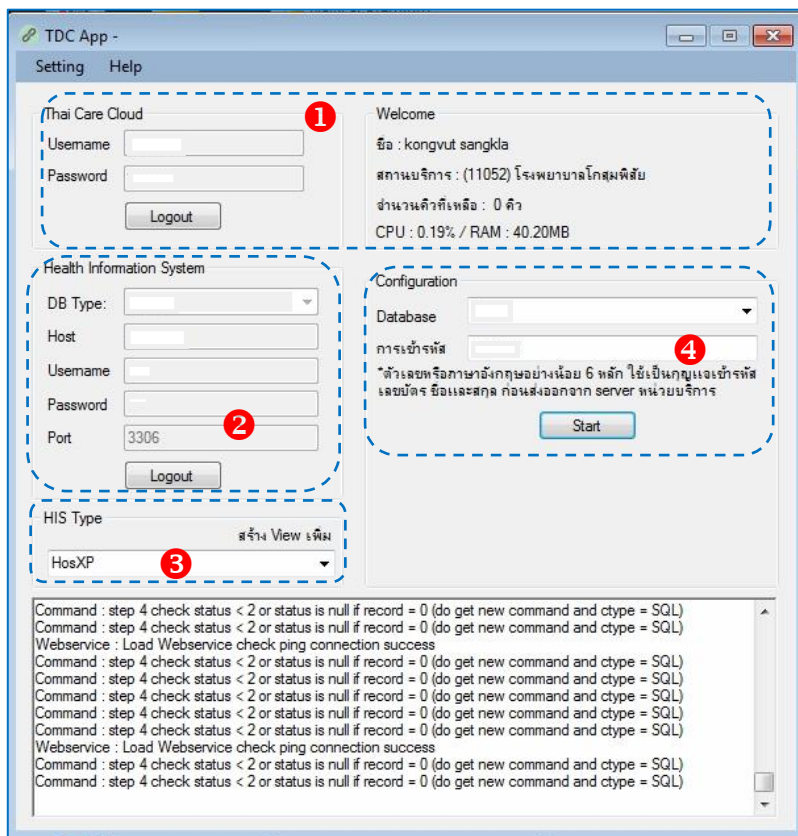 TDC App -
Setting Help
Thai Care Cloud
1
Username
Password
Logout
Welcome
ชื่อ : kongvut sangkla
สถานบริการ : (11052) โรงพยาบาลโกสุมพิสัย
จำนวนคิวที่เหลือ : 0 คิว
CPU : 0.19% / RAM : 40.20MB
Health Information System
DB Type:
Host
Username
Password
2
Port 3306
Logout
Configuration
Database
การเข้ารหัส
4
*ตัวเลขหรือภาษาอังกฤษอย่างน้อย 6 หลัก ใช้เป็นกุญแจเข้ารหัส
เลขบัตร ชื่อและสกุล ก่อนส่งออกจาก server หน่วยบริการ
Start
HIS Type
สร้าง View เพิ่ม
HosXP
3
Command : step 4 check status < 2 or status is null if record = 0 (do get new command and ctype = SQL)
Command : step 4 check status < 2 or status is null if record = 0 (do get new command and ctype = SQL)
Webservice : Load Webservice check ping connection success
Command : step 4 check status < 2 or status is null if record = 0 (do get new command and ctype = SQL)
Command : step 4 check status < 2 or status is null if record = 0 (do get new command and ctype = SQL)
Command : step 4 check status < 2 or status is null if record = 0 (do get new command and ctype = SQL)
Command : step 4 check status < 2 or status is null if record = 0 (do get new command and ctype = SQL)
Command : step 4 check status < 2 or status is null if record = 0 (do get new command and ctype = SQL)
Webservice : Load Webservice check ping connection success
Command : step 4 check status < 2 or status is null if record = 0 (do get new command and ctype = SQL)
Command : step 4 check status < 2 or status is null if record = 0 (do get new command and ctype = SQL)